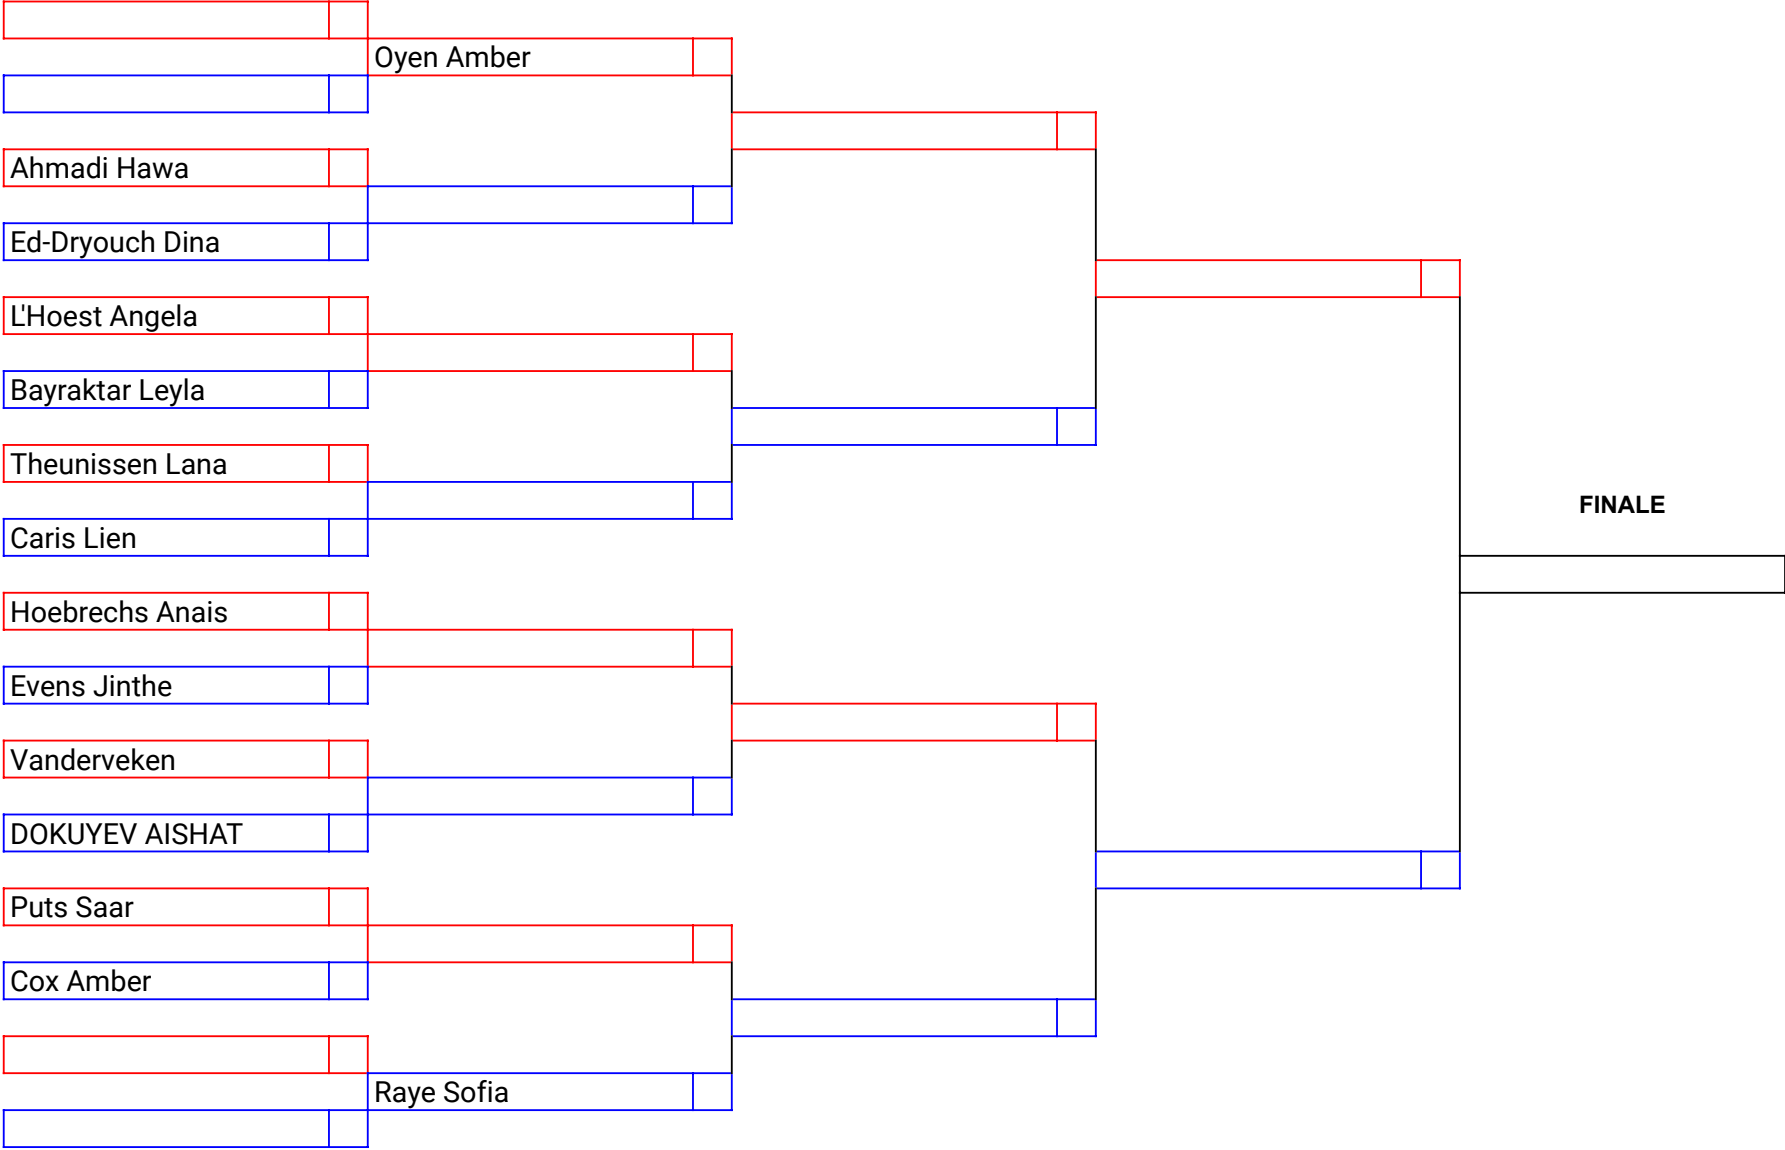 Oyen Amber
Ahmadi Hawa
Ed-Dryouch Dina
L'Hoest Angela
Bayraktar Leyla
Theunissen Lana
FINALE
Caris Lien
Hoebrechs Anais
Evens Jinthe
Vanderveken
DOKUYEV AISHAT
Puts Saar
Cox Amber
Raye Sofia